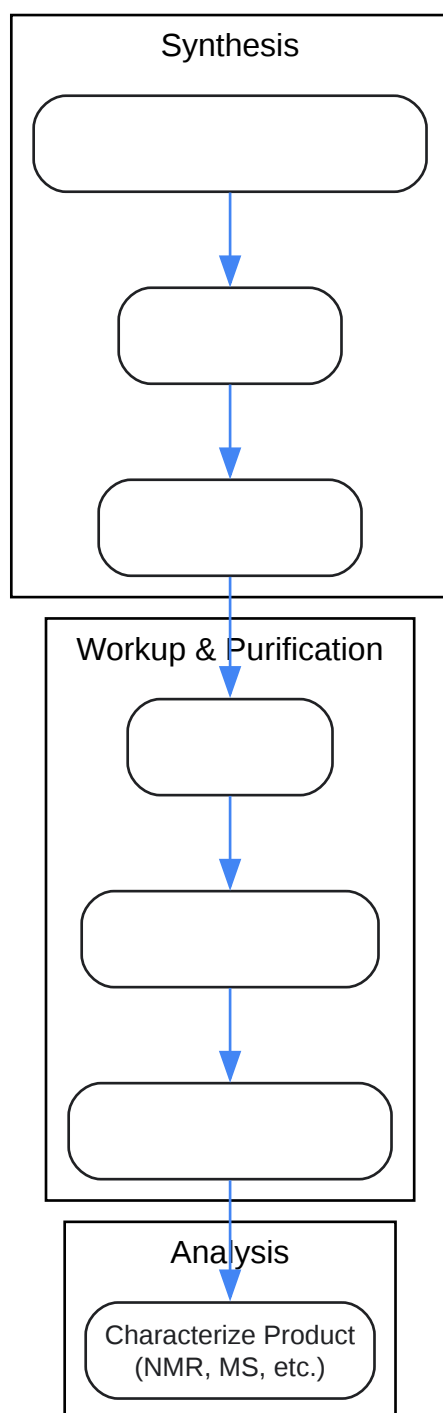 Synthesis
Workup & Purification
Analysis
Characterize Product
(NMR, MS, etc.)